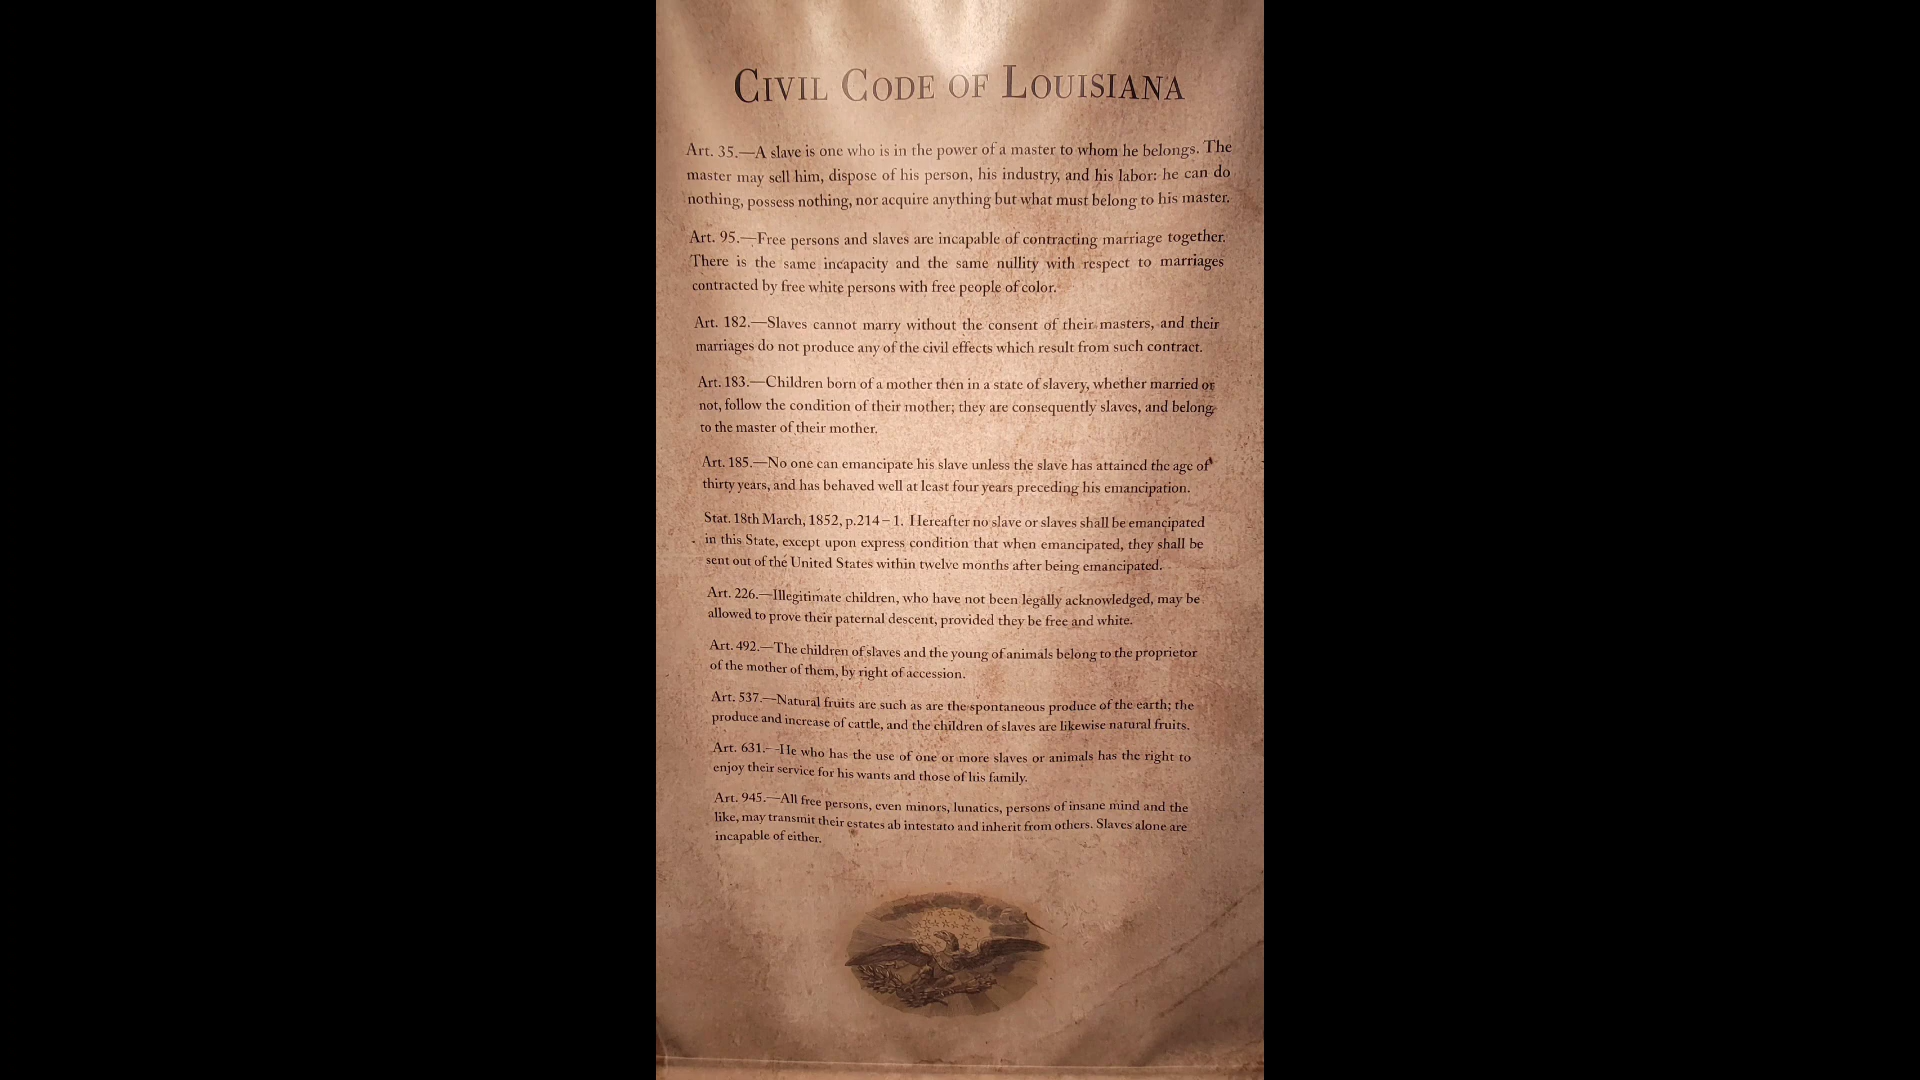 CIVIL CODE OF LOUISIANA
Art. 35.—A slave is one who is in the power of a master to whom he belongs. The
master may sell him, dispose of his person, his industry, and his labor: he can do
nothing, possess nothing, nor acquire anything but what must belong to his master.
Art. 95.—Free persons and slaves are incapable of contracting marriage together.
There is the same incapacity and the same nullity with respect to marriages
contracted by free white persons with free people of color.
Art. 182.—Slaves cannot marry without the consent of their masters, and their
marriages do not produce any of the civil effects which result from such contract.
Art. 183.—Children born of a mother then in a state of slavery, whether married or
not, follow the condition of their mother; they are consequently slaves, and belong
to the master of their mother.
Art. 185.—No one can emancipate his slave unless the slave has attained the age of
thirty years, and has behaved well at least four years preceding his emancipation.
Stat. 18th March, 1852, p.214–1. Hereafter no slave or slaves shall be emancipated
in this State, except upon express condition that when emancipated, they shall be
sent out of the United States within twelve months after being emancipated.
Art. 226.—Illegitimate children, who have not been legally acknowledged, may be
allowed to prove their paternal descent, provided they be free and white.
Art. 492.—The children of slaves and the young of animals belong to the proprietor
of the mother of them, by right of accession.
Art. 537.—Natural fruits are such as are the spontaneous produce of the earth; the
produce and increase of cattle, and the children of slaves are likewise natural fruits.
Art. 631.—He who has the use of one or more slaves or animals has the right to
enjoy their service for his wants and those of his family.
Art. 945.—All free persons, even minors, lunatics, persons of insane mind and the
like, may transmit their estates ab intestato and inherit from others. Slaves alone are
incapable of either.